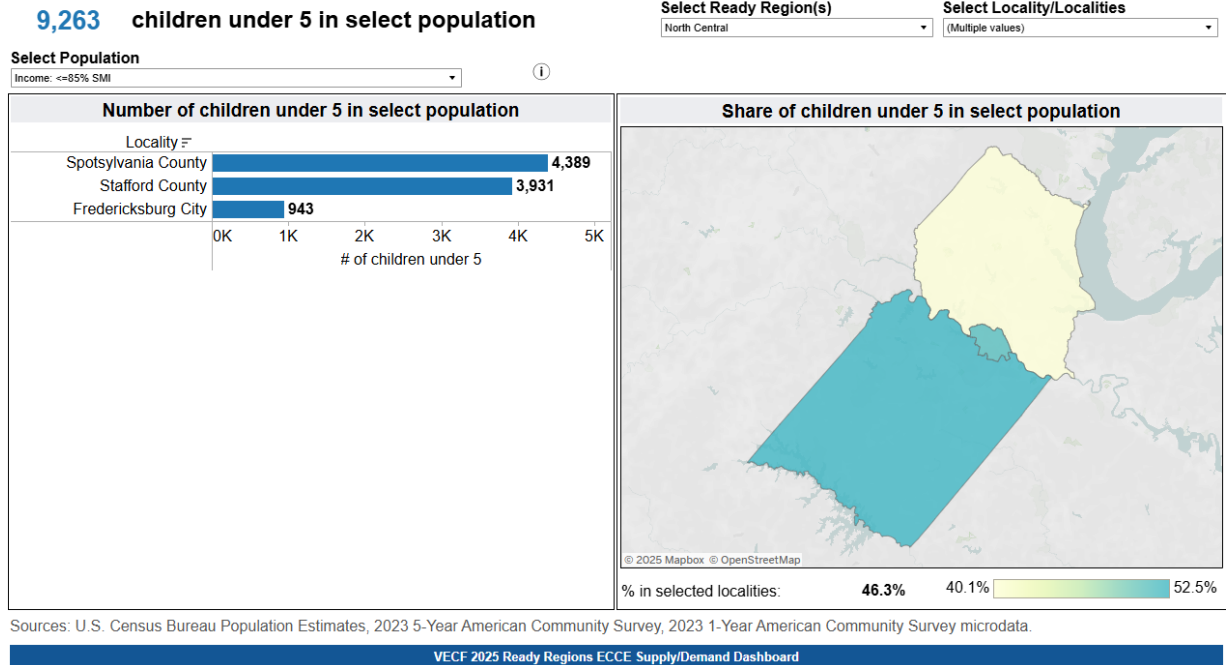 9,263 children under 5 in select population
Select Ready Region(s)
North Central
Select Locality/Localities
(Multiple values)
Select Population
Income: <=85% SMI
i
Number of children under 5 in select population
Locality
Spotsylvania County 4,389
Stafford County 3,931
Fredericksburg City 943
0K 1K 2K 3K 4K 5K
# of children under 5
Share of children under 5 in select population
© 2025 Mapbox © OpenStreetMap
% in selected localities: 46.3% 40.1% 52.5%
Sources: U.S. Census Bureau Population Estimates, 2023 5-Year American Community Survey, 2023 1-Year American Community Survey microdata.
VECF 2025 Ready Regions ECCE Supply/Demand Dashboard